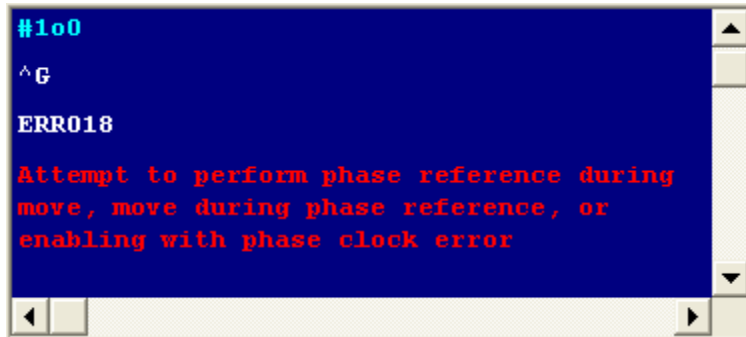 #1o0
^G
ERR018
Attempt to perform phase reference during
move, move during phase reference, or
enabling with phase clock error